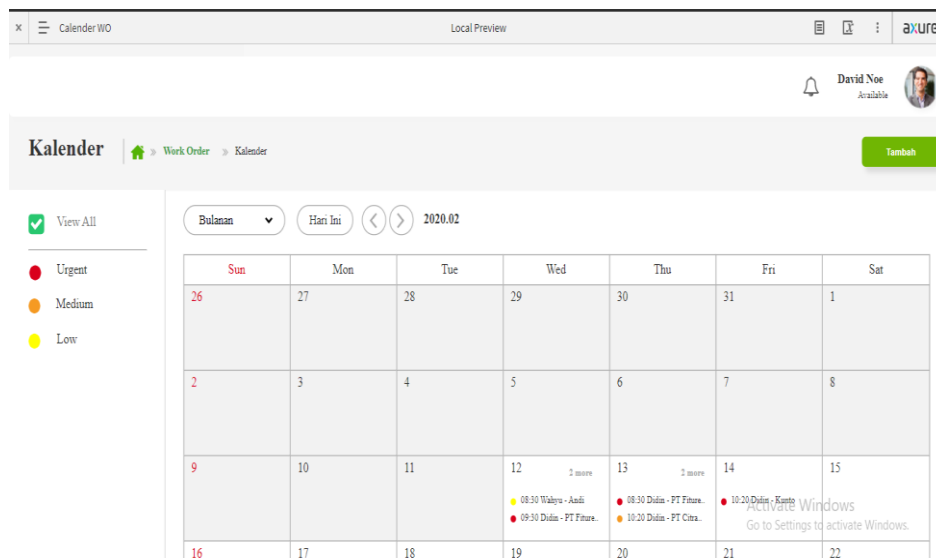 x Calender WO Local Preview axure
David Noe
Available
Kalender » Work Order » Kalender Tambah
View All
Urgent
Medium
Low
Bulanan Hari Ini 2020.02
Sun Mon Tue Wed Thu Fri Sat
26 27 28 29 30 31 1
2 3 4 5 6 7 8
9 10 11 12 2 more 13 2 more 14 15
08:30 Wahyu - Andi 08:30 Didin - PT Fiture.. 10:20 Didin - Kunto
09:30 Didin - PT Fiture.. 10:20 Didin - PT Citra..
Activate Windows
Go to Settings to activate Windows.
16 17 18 19 20 21 22